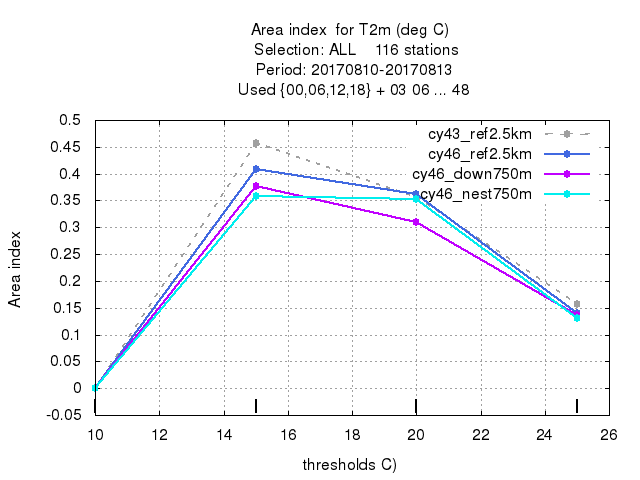 Area index  for T2m (deg C)
Selection: ALL    116 stations
Period: 20170810-20170813
Used {00,06,12,18} + 03 06 ... 48
0.5
0.45
0.4
0.35
0.3
0.25
0.2
0.15
0.1
0.05
0
-0.05
Area index
cy43_ref2.5km
cy46_ref2.5km
cy46_down750m
cy46_nest750m
10 12 14 16 18 20 22 24 26
thresholds C)